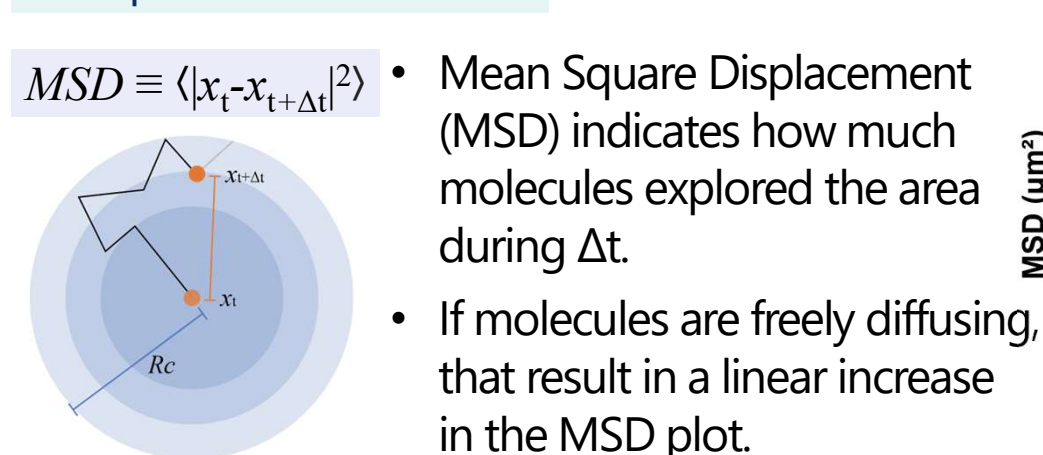 MSD ≡ ⟨|xt-xt+Δt|2⟩
• Mean Square Displacement
(MSD) indicates how much
molecules explored the area
during Δt.
• If molecules are freely diffusing,
that result in a linear increase
in the MSD plot.
xt+Δt
xt
Rc
MSD (μm²)